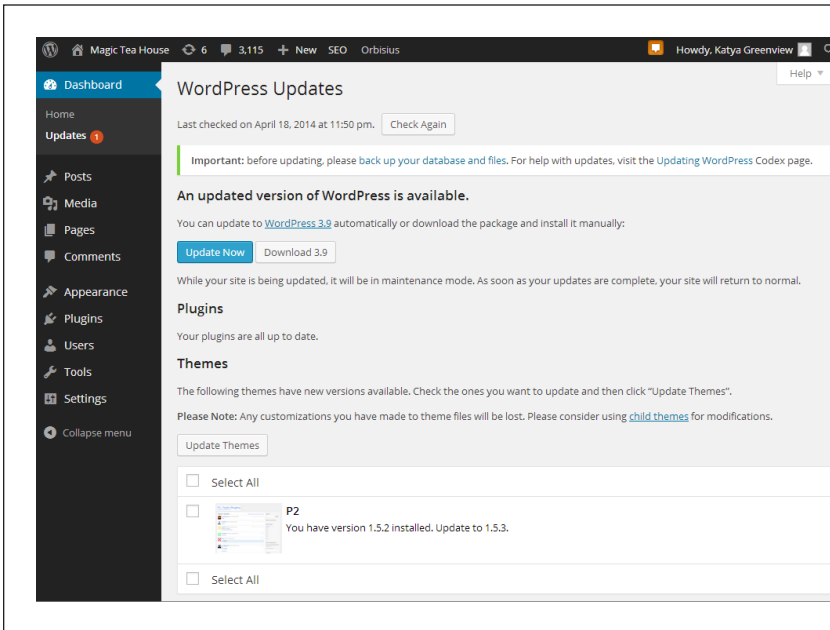 Magic Tea House 6 3,115 + New SEO Orbisius Howdy, Katya Greenview
Help
Dashboard
Home
Updates 1
Posts
Media
Pages
Comments
Appearance
Plugins
Users
Tools
Settings
Collapse menu
WordPress Updates
Last checked on April 18, 2014 at 11:50 pm. Check Again
Important: before updating, please back up your database and files. For help with updates, visit the Updating WordPress Codex page.
An updated version of WordPress is available.
You can update to WordPress 3.9 automatically or download the package and install it manually:
Update Now Download 3.9
While your site is being updated, it will be in maintenance mode. As soon as your updates are complete, your site will return to normal.
Plugins
Your plugins are all up to date.
Themes
The following themes have new versions available. Check the ones you want to update and then click “Update Themes”.
Please Note: Any customizations you have made to theme files will be lost. Please consider using child themes for modifications.
Update Themes
Select All
P2
You have version 1.5.2 installed. Update to 1.5.3.
Select All